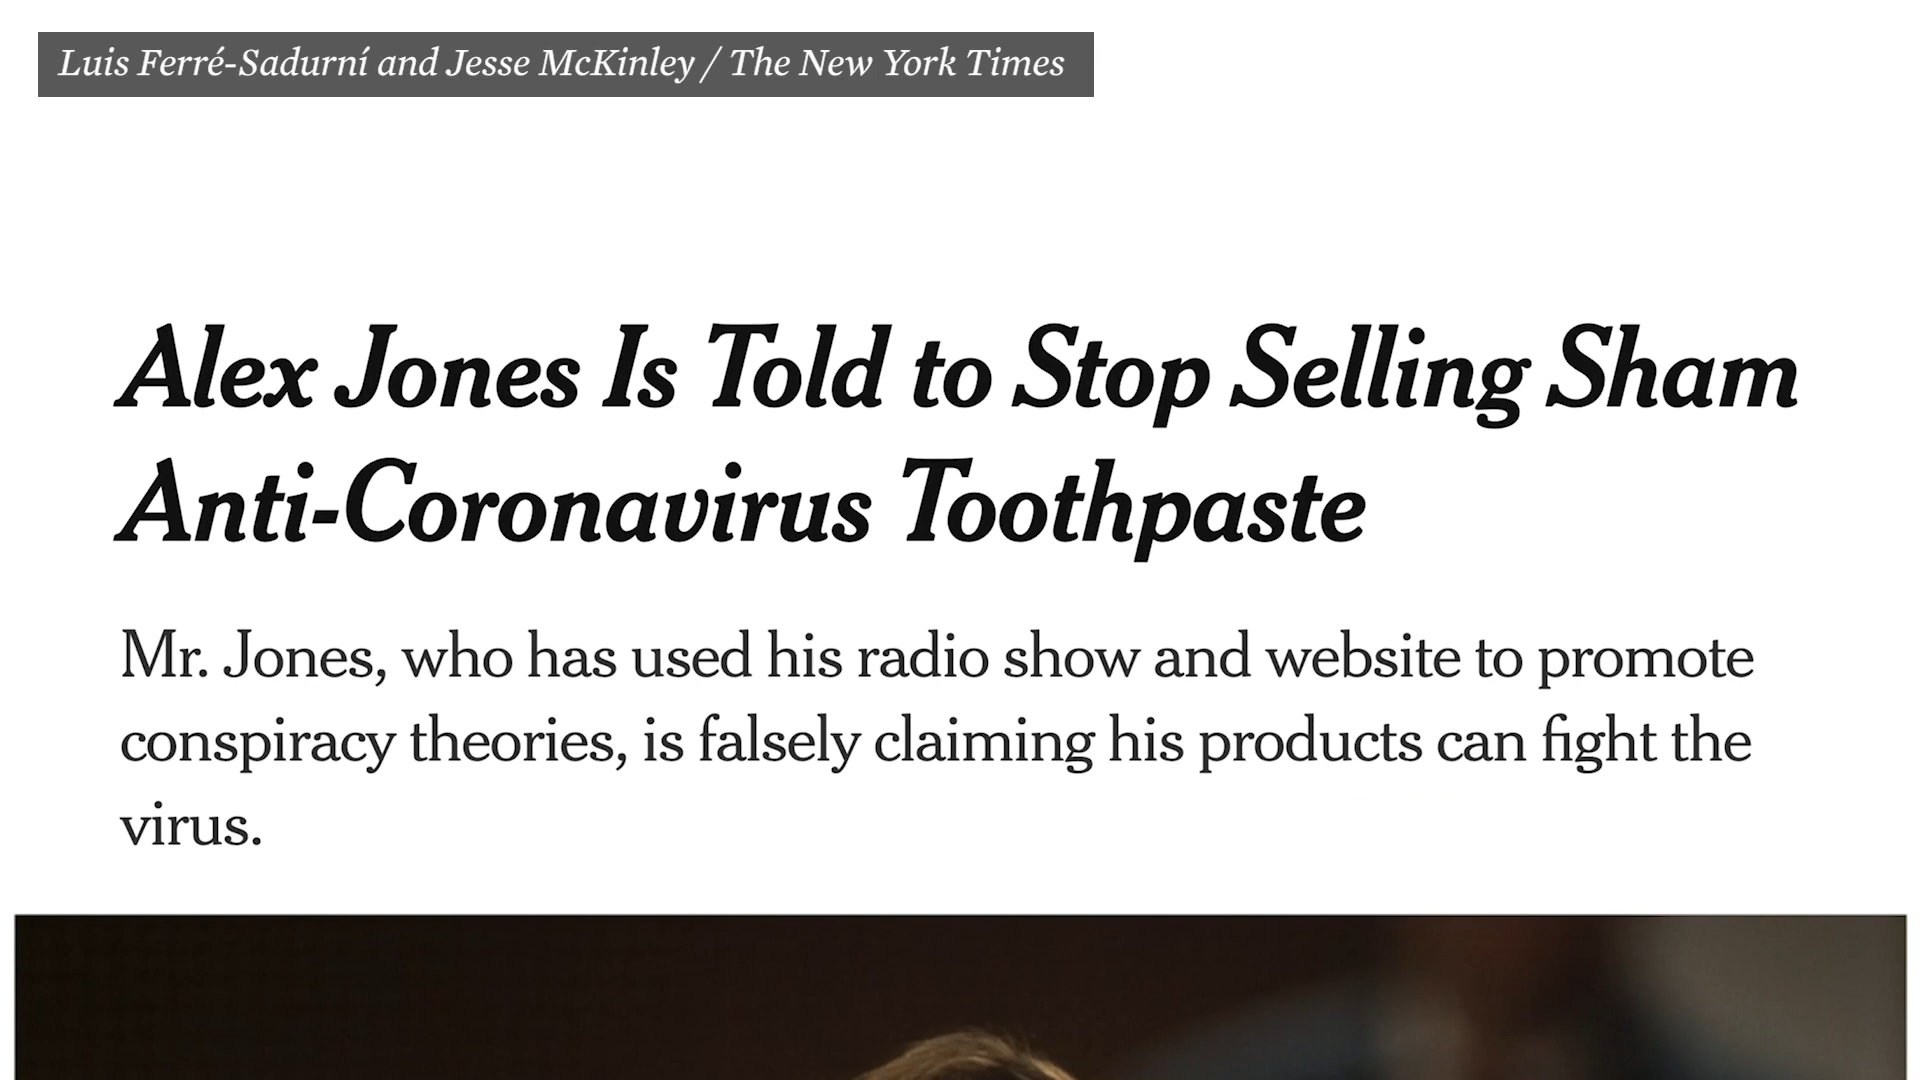 Luis Ferré-Sadurní and Jesse McKinley / The New York Times
Alex Jones Is Told to Stop Selling Sham
Anti-Coronavirus Toothpaste
Mr. Jones, who has used his radio show and website to promote
conspiracy theories, is falsely claiming his products can fight the
virus.